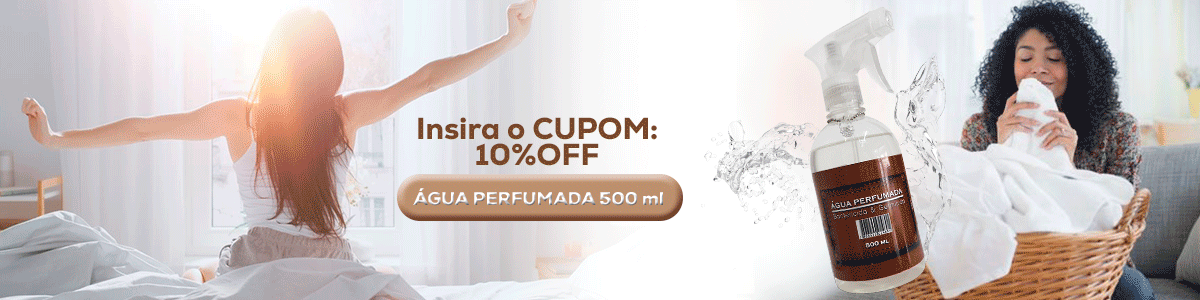 Insira o CUPOM:
10%OFF
ÁGUA PERFUMADA 500 ml
ÁGUA PERFUMADA
500 ML